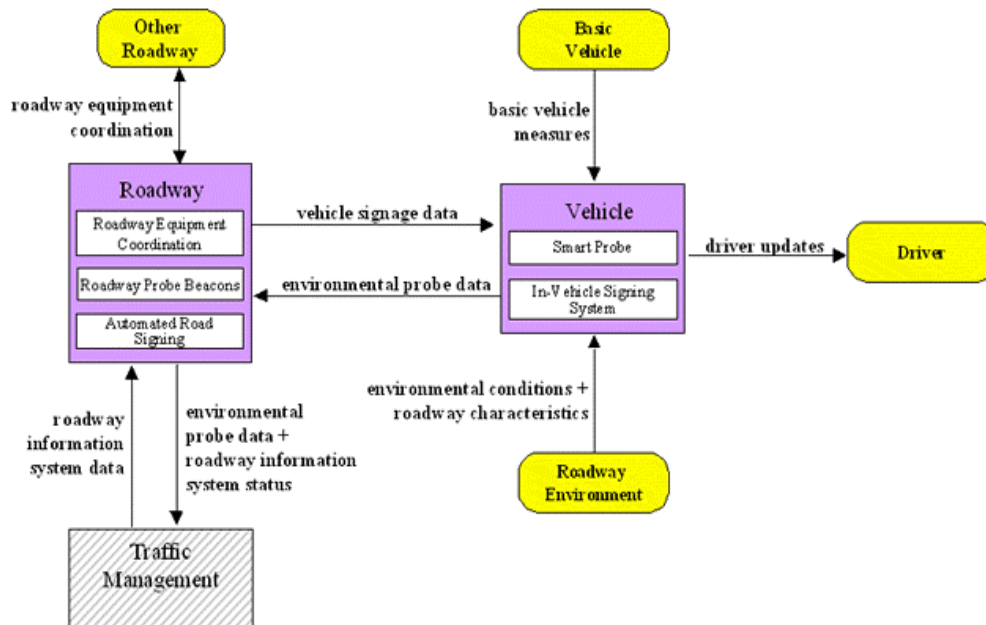 Other
Roadway
Basic
Vehicle
roadway equipment
coordination
basic vehicle
measures
Roadway
Roadway Equipment
Coordination
Roadway Probe Beacons
Automated Road
Signing
vehicle signage data
environmental probe data
Vehicle
Smart Probe
In-Vehicle Signing
System
driver updates
Driver
roadway
information
system data
environmental
probe data +
roadway information
system status
environmental conditions +
roadway characteristics
Roadway
Environment
Traffic
Management